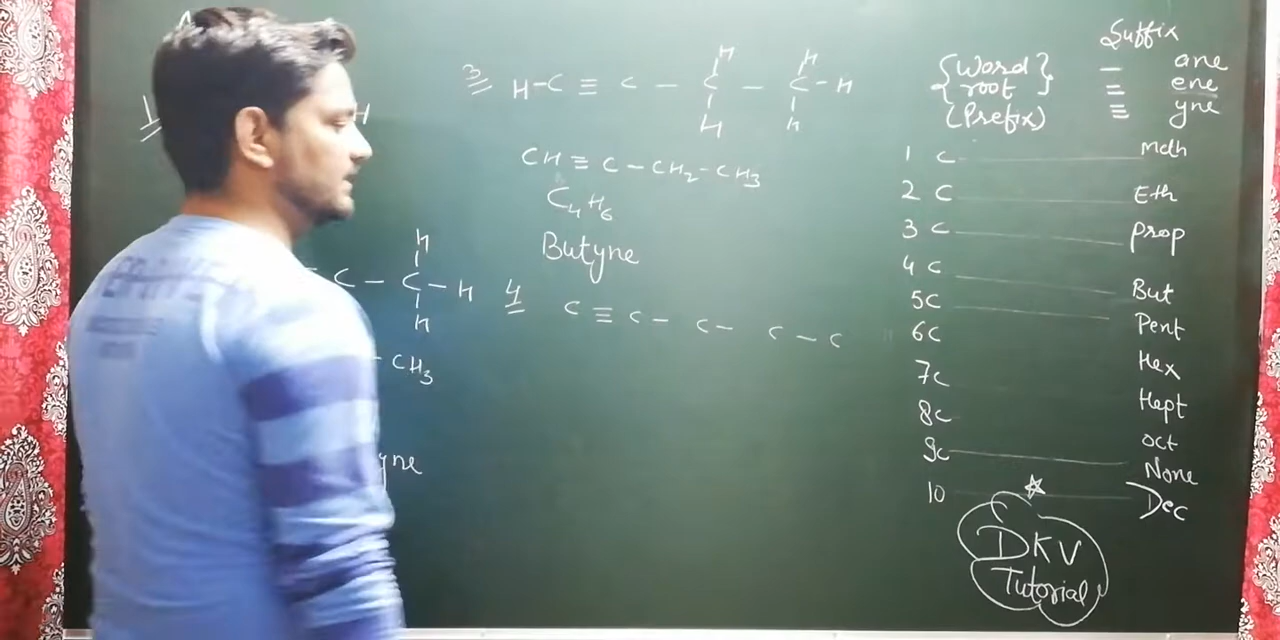 1
H
C - C - H
H
H
- CH3
yne
3 H-C ≡ C - C - C - H
H
H
H
H
CH ≡ C - CH2 - CH3
C4H6
Butyne
4 C ≡ C - C - C - C
{Word}
{root}
(Prefix)
Suffix
- ane
= ene
≡ yne
1 C Meth
2 C Eth
3 C Prop
4 C But
5C Pent
6C Hex
7C Hept
8C Oct
9C None
10 Dec
DKV
Tutorial